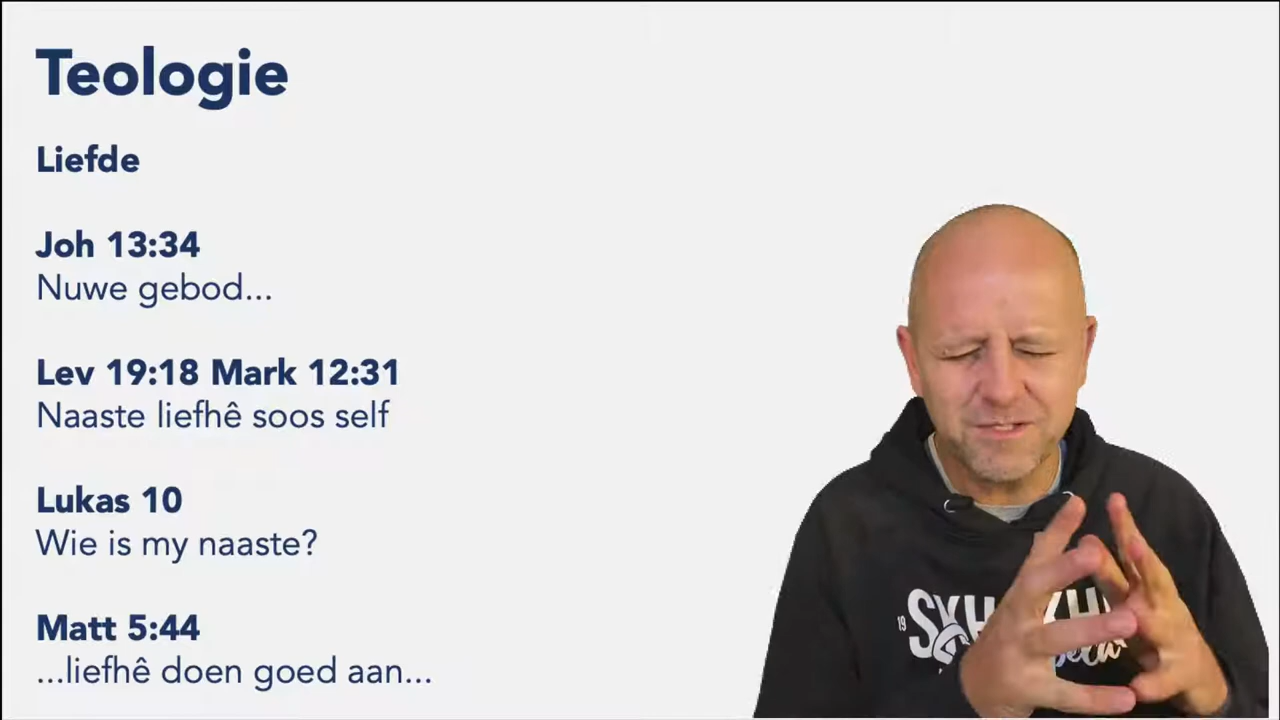 Teologie
Liefde
Joh 13:34
Nuwe gebod...
Lev 19:18 Mark 12:31
Naaste liefhê soos self
Lukas 10
Wie is my naaste?
Matt 5:44
...liefhê doen goed aan...
19